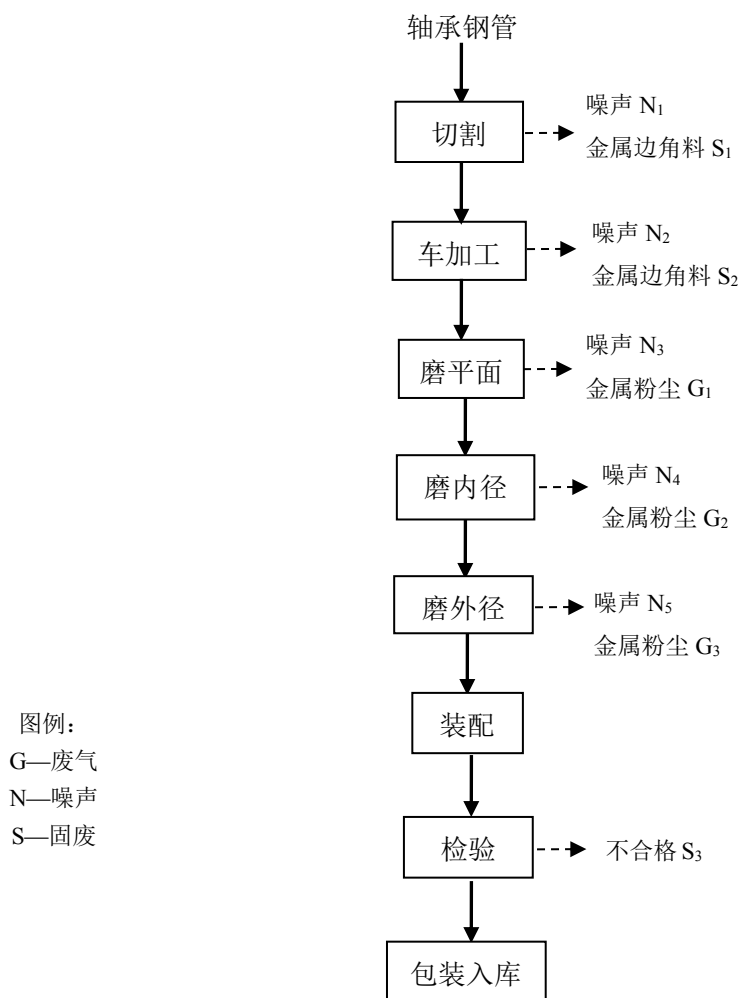 轴承钢管
切割
噪声 N₁
金属边角料 S₁
车加工
噪声 N₂
金属边角料 S₂
磨平面
噪声 N₃
金属粉尘 G₁
磨内径
噪声 N₄
金属粉尘 G₂
磨外径
噪声 N₅
金属粉尘 G₃
装配
图例：
G—废气
N—噪声
S—固废
检验
不合格 S₃
包装入库